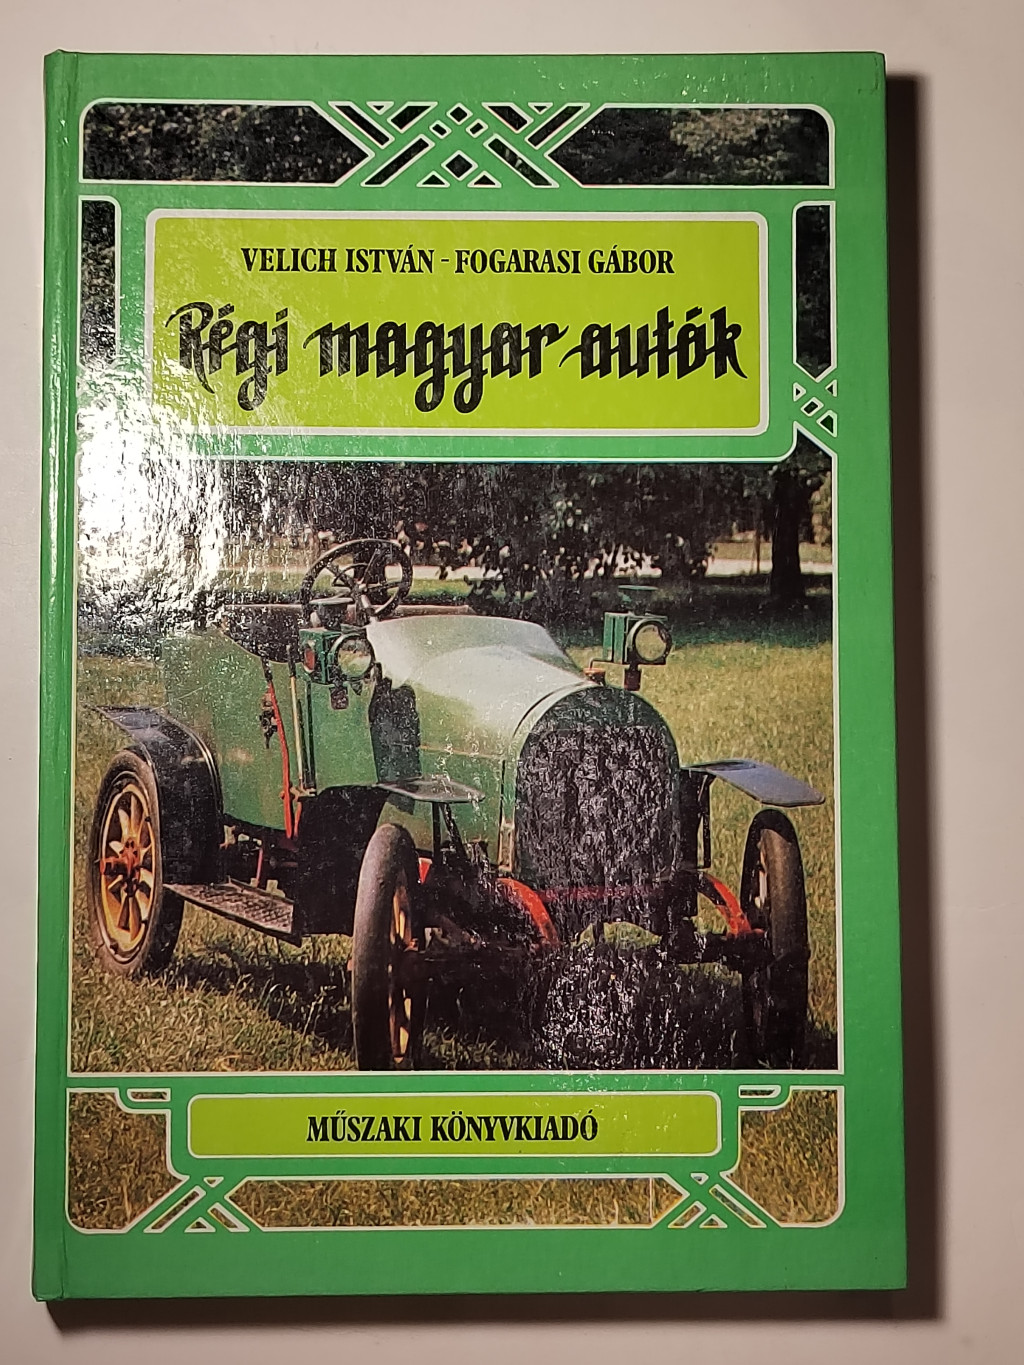 VELICH ISTVÁN - FOGARASI GÁBOR
Régi magyar autók
MŰSZAKI KÖNYVKIADÓ